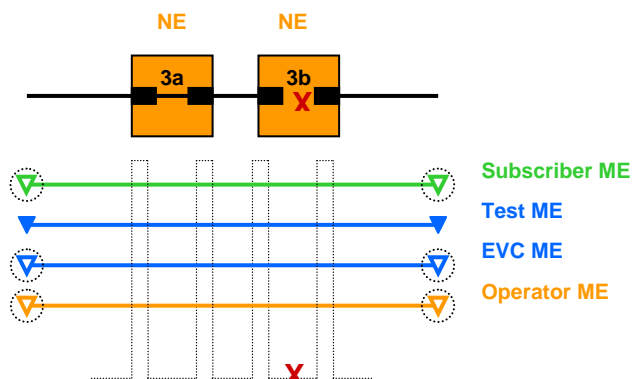 NE NE
3a 3b
X
Subscriber ME
Test ME
EVC ME
Operator ME
X